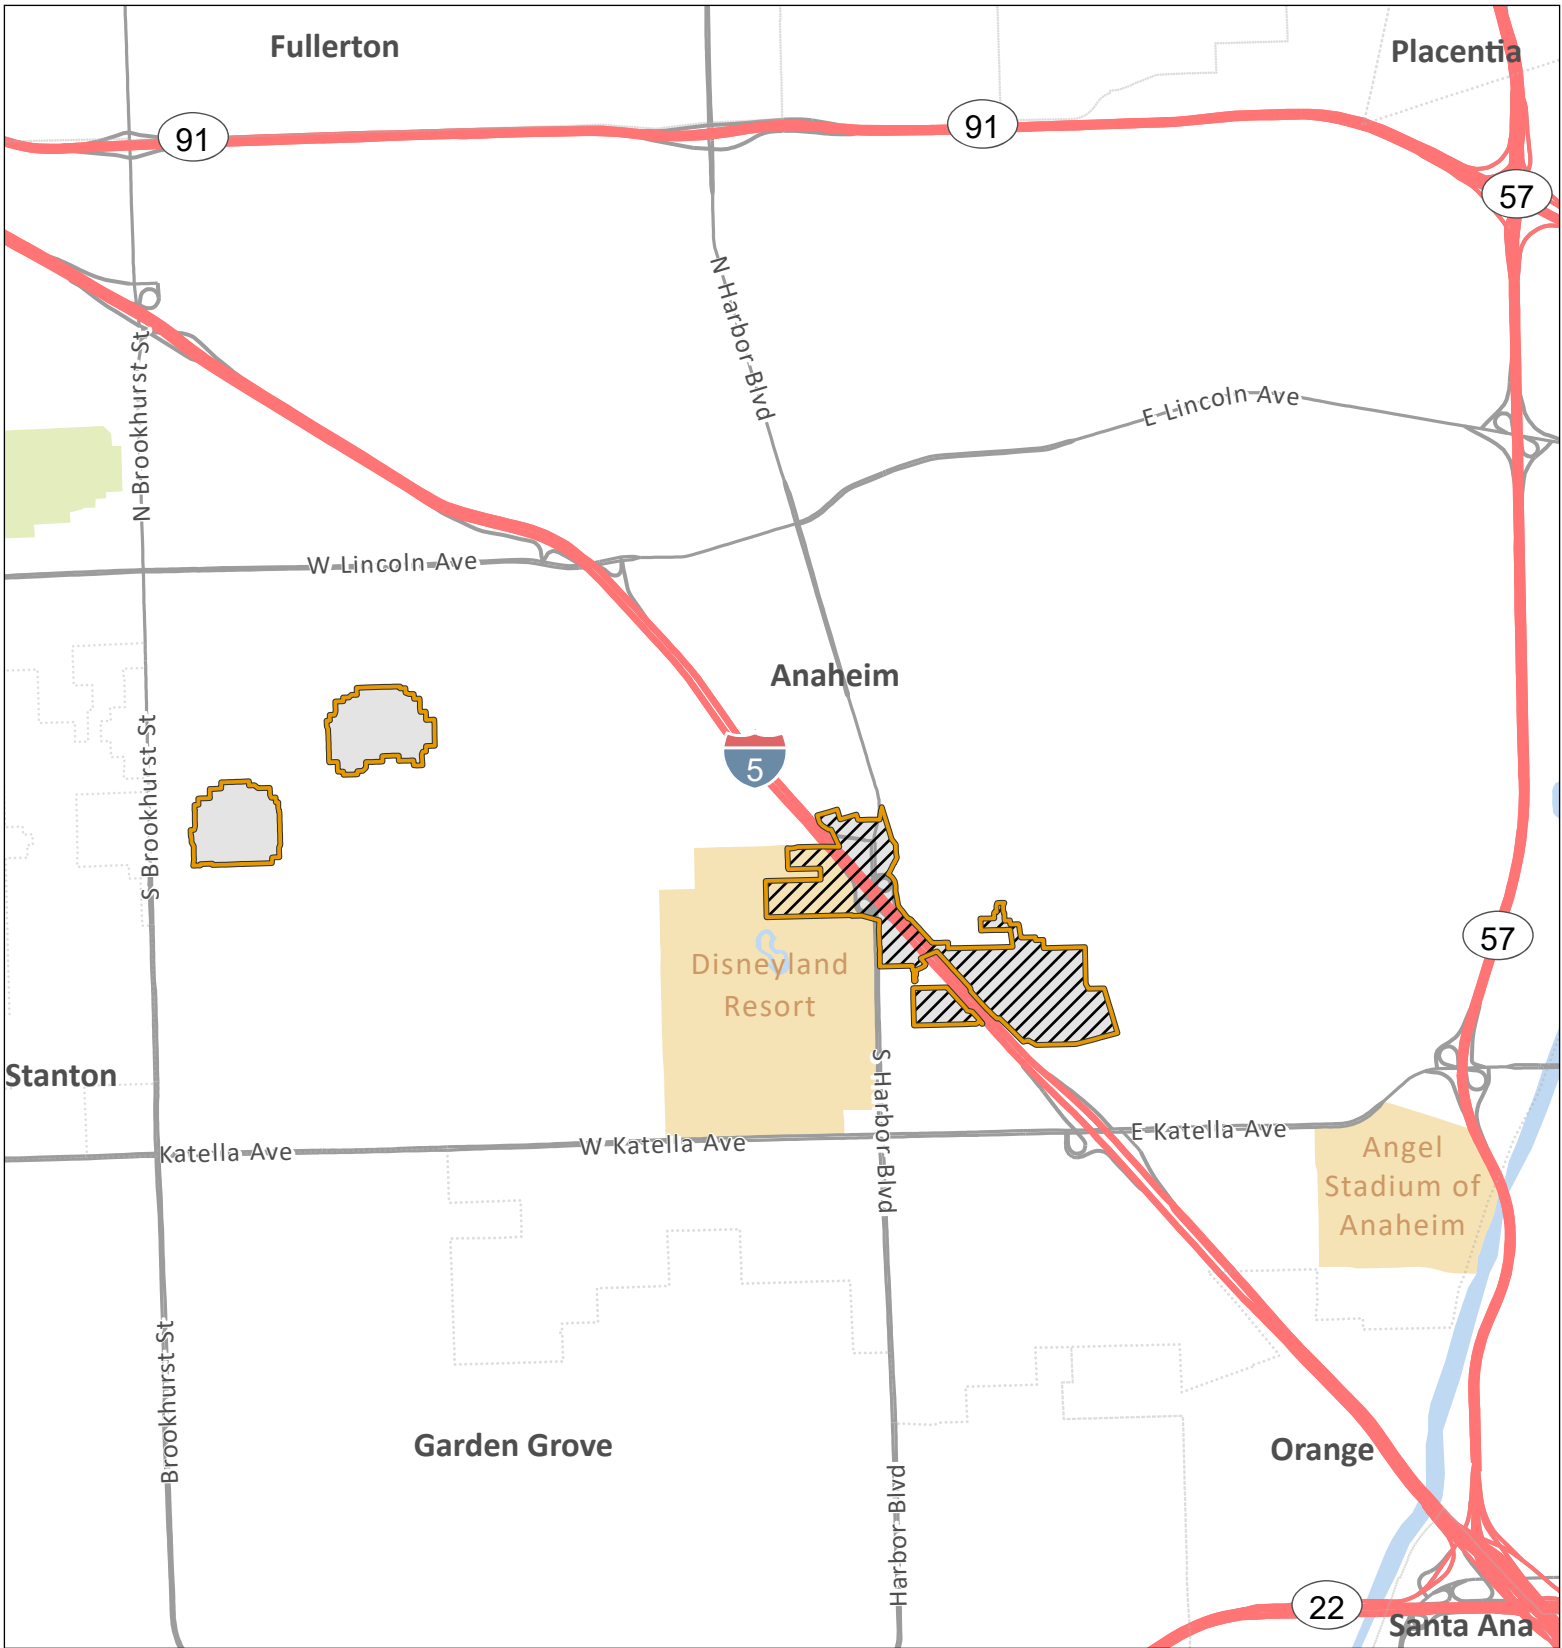 Fullerton
Placentia
91
91
57
N Harbor Blvd
N Brookhurst St
E Lincoln Ave
W Lincoln Ave
Anaheim
S Brookhurst St
5
57
Disneyland
Resort
Stanton
S Harbor Blvd
Katella Ave
W Katella Ave
E Katella Ave
Angel
Stadium of
Anaheim
Brookhurst St
Garden Grove
Orange
Harbor Blvd
22
Santa Ana